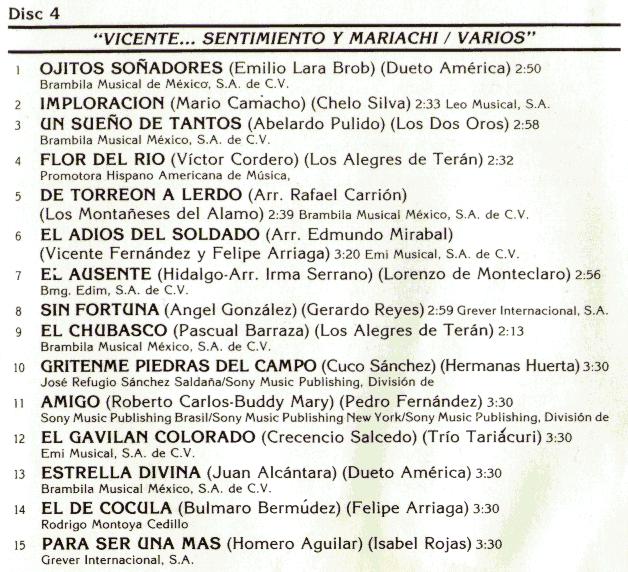 Disc 4
“VICENTE... SENTIMIENTO Y MARIACHI / VARIOS”
1 OJITOS SOÑADORES (Emilio Lara Brob) (Dueto América) 2:50
Brambila Musical de México, S.A. de C.V.
2 IMPLORACION (Mario Camacho) (Chelo Silva) 2:33 Leo Musical, S.A.
3 UN SUEÑO DE TANTOS (Abelardo Pulido) (Los Dos Oros) 2:58
Brambila Musical México, S.A. de C.V.
4 FLOR DEL RIO (Víctor Cordero) (Los Alegres de Terán) 2:32
Promotora Hispano Americana de Música,
5 DE TORREON A LERDO (Arr. Rafael Carrión)
(Los Montañeses del Alamo) 2:39 Brambila Musical México, S.A. de C.V.
6 EL ADIOS DEL SOLDADO (Arr. Edmundo Mirabal)
(Vicente Fernández y Felipe Arriaga) 3:20 Emi Musical, S.A. de C.V.
7 EL AUSENTE (Hidalgo-Arr. Irma Serrano) (Lorenzo de Monteclaro) 2:56
Bmg. Edim, S.A. de C.V.
8 SIN FORTUNA (Angel González) (Gerardo Reyes) 2:59 Grever Internacional, S.A.
9 EL CHUBASCO (Pascual Barraza) (Los Alegres de Terán) 2:13
Brambila Musical México, S.A. de C.V.
10 GRITENME PIEDRAS DEL CAMPO (Cuco Sánchez) (Hermanas Huerta) 3:30
José Refugio Sánchez Saldaña/Sony Music Publishing, División de
11 AMIGO (Roberto Carlos-Buddy Mary) (Pedro Fernández) 3:30
Sony Music Publishing Brasil/Sony Music Publishing New York/Sony Music Publishing, División de
12 EL GAVILAN COLORADO (Crecencio Salcedo) (Trío Tariácuri) 3:30
Emi Musical, S.A. de C.V.
13 ESTRELLA DIVINA (Juan Alcántara) (Dueto América) 3:30
Brambila Musical México, S.A. de C.V.
14 EL DE COCULA (Bulmaro Bermúdez) (Felipe Arriaga) 3:30
Rodrigo Montoya Cedillo
15 PARA SER UNA MAS (Homero Aguilar) (Isabel Rojas) 3:30
Grever Internacional, S.A.